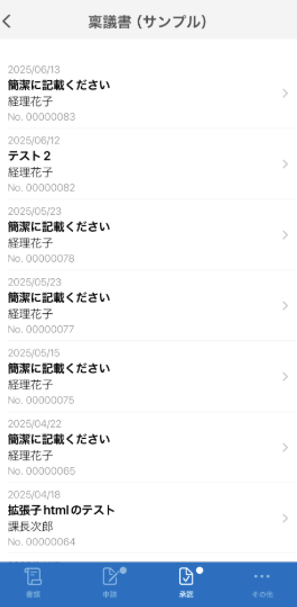 稟議書（サンプル）
2025/06/13
簡潔に記載ください
経理花子
No. 00000083
2025/06/12
テスト2
経理花子
No. 00000082
2025/05/23
簡潔に記載ください
経理花子
No. 00000078
2025/05/23
簡潔に記載ください
経理花子
No. 00000077
2025/05/15
簡潔に記載ください
経理花子
No. 00000075
2025/04/22
簡潔に記載ください
経理花子
No. 00000065
2025/04/18
拡張子htmlのテスト
課長次郎
No. 00000064
書類 申請 承認 その他